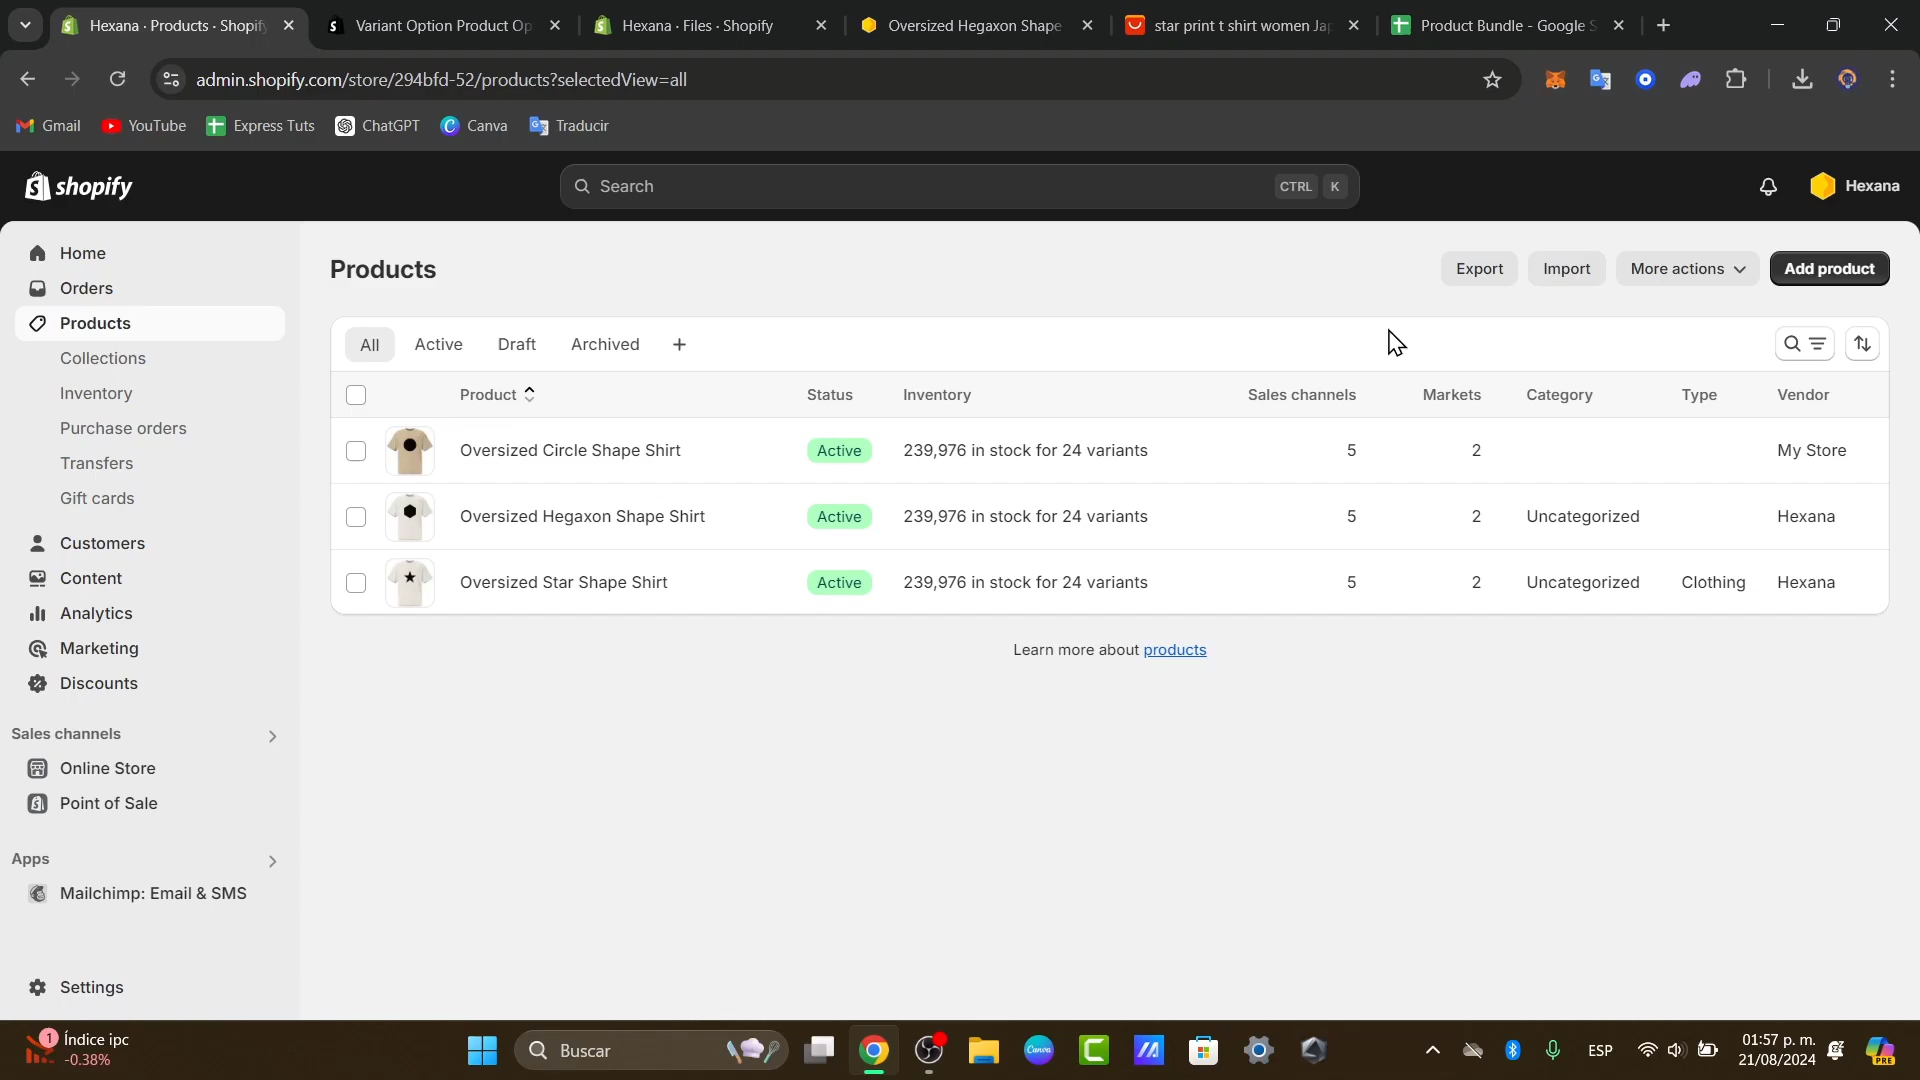 Hexana · Products · Shopify
Variant Option Product Op
Hexana · Files · Shopify
Oversized Hegaxon Shape
star print t shirt women Jap
Product Bundle - Google S
admin.shopify.com/store/294bfd-52/products?selectedView=all
Gmail
YouTube
Express Tuts
ChatGPT
Canva
Traducir
shopify
Search
CTRL K
Hexana
Home
Orders
Products
Collections
Inventory
Purchase orders
Transfers
Gift cards
Customers
Content
Analytics
Marketing
Discounts
Sales channels
Online Store
Point of Sale
Apps
Mailchimp: Email & SMS
Settings
Products
Export
Import
More actions
Add product
All
Active
Draft
Archived
Product Status Inventory Sales channels Markets Category Type Vendor
Oversized Circle Shape Shirt Active 239,976 in stock for 24 variants 5 2 My Store
Oversized Hegaxon Shape Shirt Active 239,976 in stock for 24 variants 5 2 Uncategorized Hexana
Oversized Star Shape Shirt Active 239,976 in stock for 24 variants 5 2 Uncategorized Clothing Hexana
Learn more about products
1
Índice ipc
-0.38%
Buscar
Canva
ESP
01:57 p. m.
21/08/2024
PRE